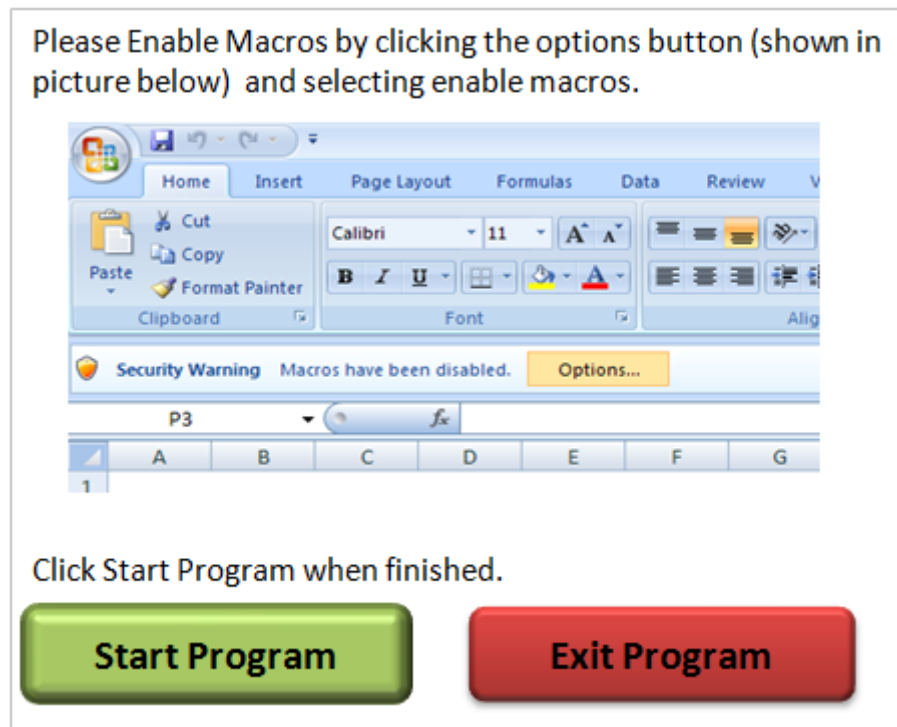 Please Enable Macros by clicking the options button (shown in
picture below) and selecting enable macros.
Home Insert Page Layout Formulas Data Review V
Cut
Copy
Paste
Format Painter
Clipboard
Calibri 11 A A
B I U A
Font
Alig
Security Warning Macros have been disabled. Options...
P3 fx
A B C D E F G
1
Click Start Program when finished.
Start Program Exit Program